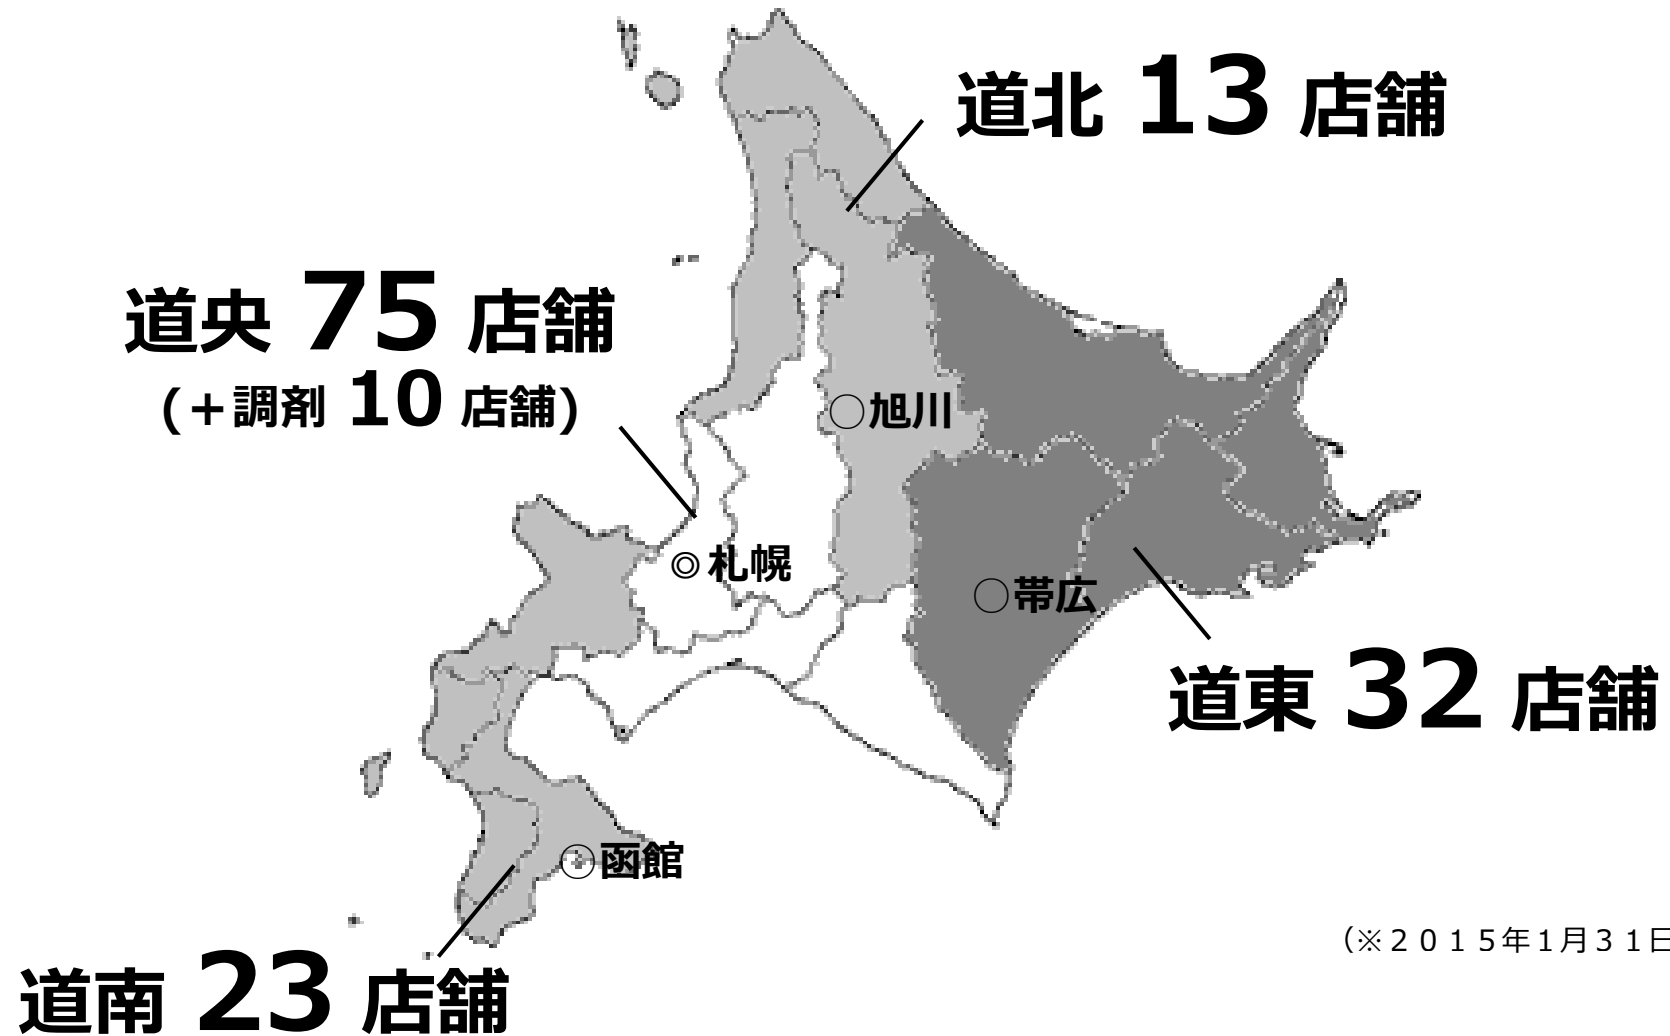 道北 13 店舗
道央 75 店舗
(＋調剤 10 店舗)
○旭川
◎札幌
○帯広
道東 32 店舗
○函館
（※２０１５年１月３１日
道南 23 店舗